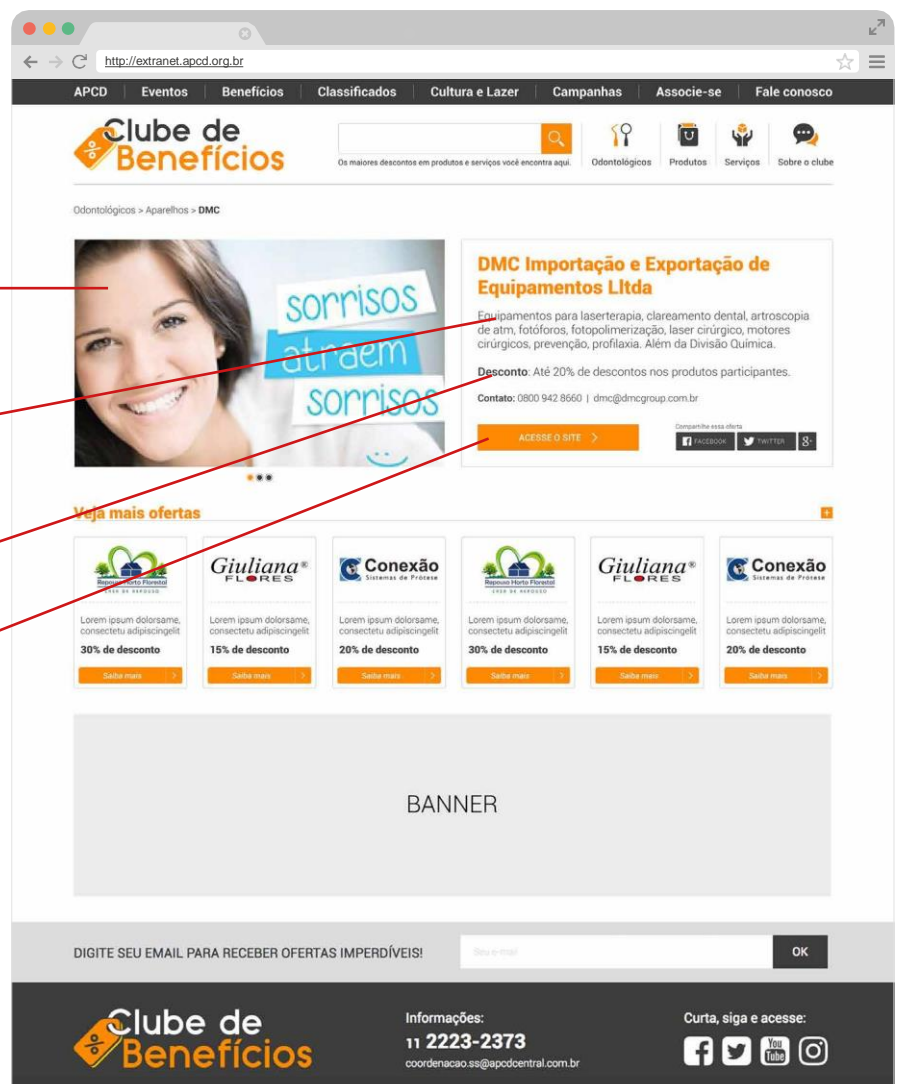 http://extranet.apcd.org.br
APCD Eventos Benefícios Classificados Cultura e Lazer Campanhas Associe-se Fale conosco
Clube de
Benefícios
Os maiores descontos em produtos e serviços você encontra aqui.
Odontológicos Produtos Serviços Sobre o clube
Odontológicos > Aparelhos > DMC
sorrisos
atraem
sorrisos
DMC Importação e Exportação de
Equipamentos Lltda
Equipamentos para laserterapia, clareamento dental, artroscopia
de atm, fotóforos, fotopolimerização, laser cirúrgico, motores
cirúrgicos, prevenção, profilaxia. Além da Divisão Química.
Desconto: Até 20% de descontos nos produtos participantes.
Contato: 0800 942 8660 | dmc@dmcgroup.com.br
ACESSE O SITE >
Compartilhe essa oferta
FACEBOOK TWITTER g+
Veja mais ofertas +
Repouso Horto Florestal
CASA DE REPOUSO
Lorem ipsum dolorsame,
consectetu adipiscingelit
30% de desconto
Saiba mais >
Giuliana®
FLORES
Lorem ipsum dolorsame,
consectetu adipiscingelit
15% de desconto
Saiba mais >
Conexão
Sistemas de Prótese
Lorem ipsum dolorsame,
consectetu adipiscingelit
20% de desconto
Saiba mais >
Repouso Horto Florestal
CASA DE REPOUSO
Lorem ipsum dolorsame,
consectetu adipiscingelit
30% de desconto
Saiba mais >
Giuliana®
FLORES
Lorem ipsum dolorsame,
consectetu adipiscingelit
15% de desconto
Saiba mais >
Conexão
Sistemas de Prótese
Lorem ipsum dolorsame,
consectetu adipiscingelit
20% de desconto
Saiba mais >
BANNER
DIGITE SEU EMAIL PARA RECEBER OFERTAS IMPERDÍVEIS! Seu e-mail OK
Clube de
Benefícios
Informações:
11 2223-2373
coordenacao.ss@apcdcentral.com.br
Curta, siga e acesse:
You
Tube